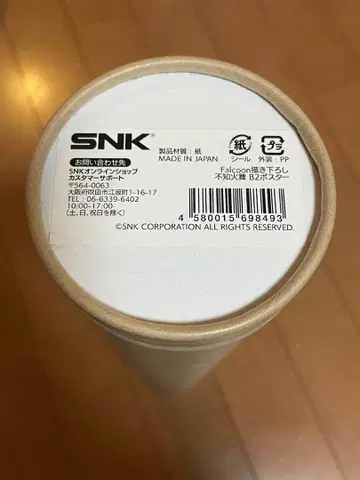 SNK®
お問い合わせ先
SNKオンラインショップ
カスタマーサポート
〒564-0063
大阪府吹田市江坂町1-16-17
TEL : 06-6339-6402
10:00-17:00
(土、日、祝日を除く)
製品材質：紙
MADE IN JAPAN
紙
シール
プラ
外装：PP
Falcoon描き下ろし
不知火舞 B2ポスター
4 580015 698493
©SNK CORPORATION ALL RIGHTS RESERVED.